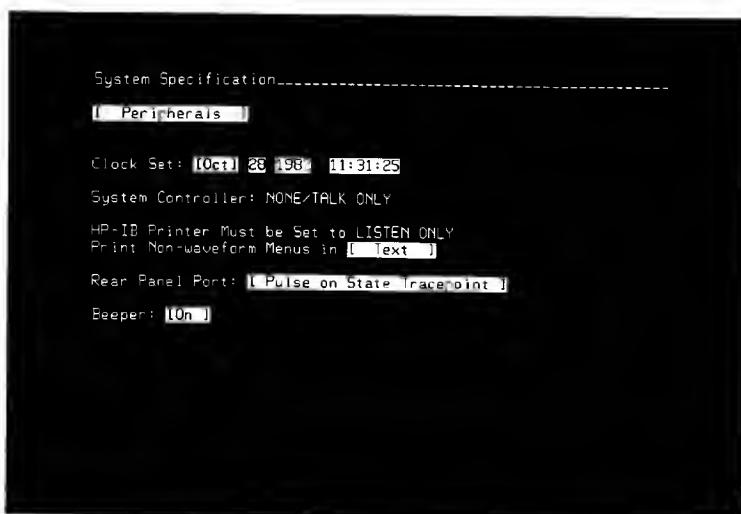 System Specification
[ Peripherals ]
Clock Set: [Oct] 28 11:31:25
System Controller: NONE/TALK ONLY
HP-IB Printer Must be Set to LISTEN ONLY
Print Non-waveform Menus in [ Text ]
Rear Panel Port: [ Pulse on State Tracepoint ]
Beeper: [On ]